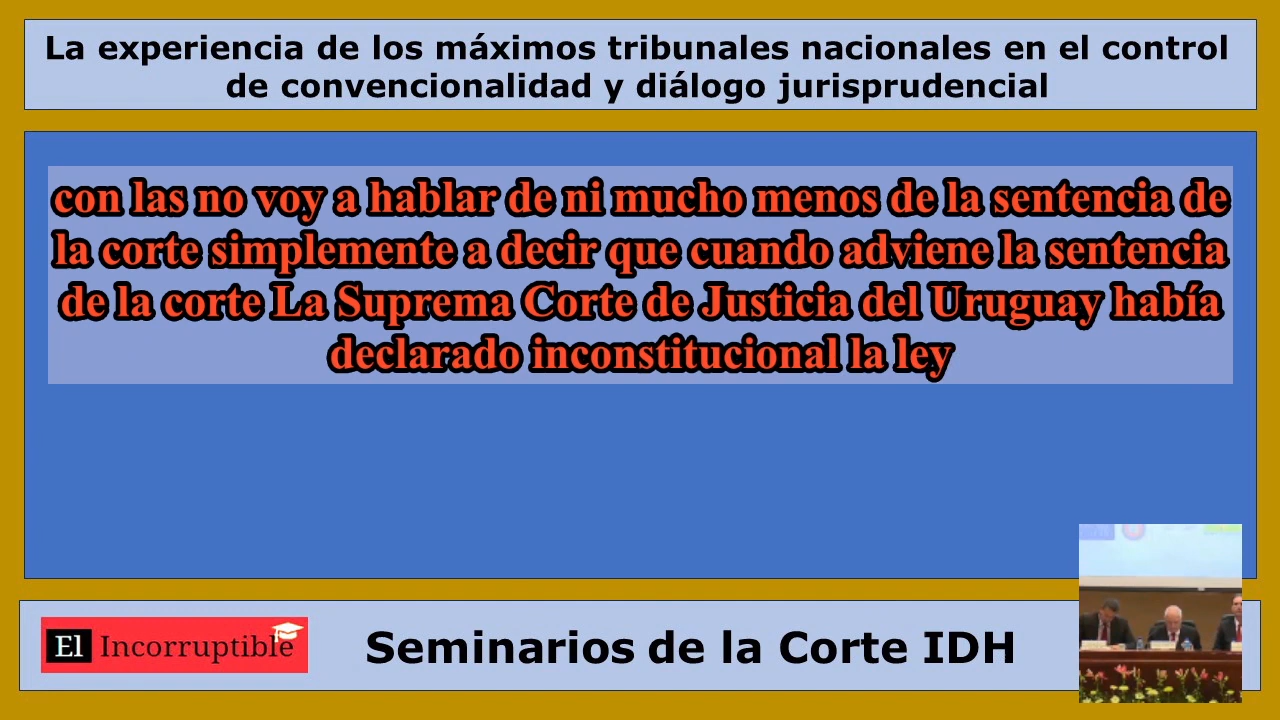 La experiencia de los máximos tribunales nacionales en el control
de convencionalidad y diálogo jurisprudencial
con las no voy a hablar de ni mucho menos de la sentencia de
la corte simplemente a decir que cuando adviene la sentencia
de la corte La Suprema Corte de Justicia del Uruguay había
declarado inconstitucional la ley
El Incorruptible
Seminarios de la Corte IDH